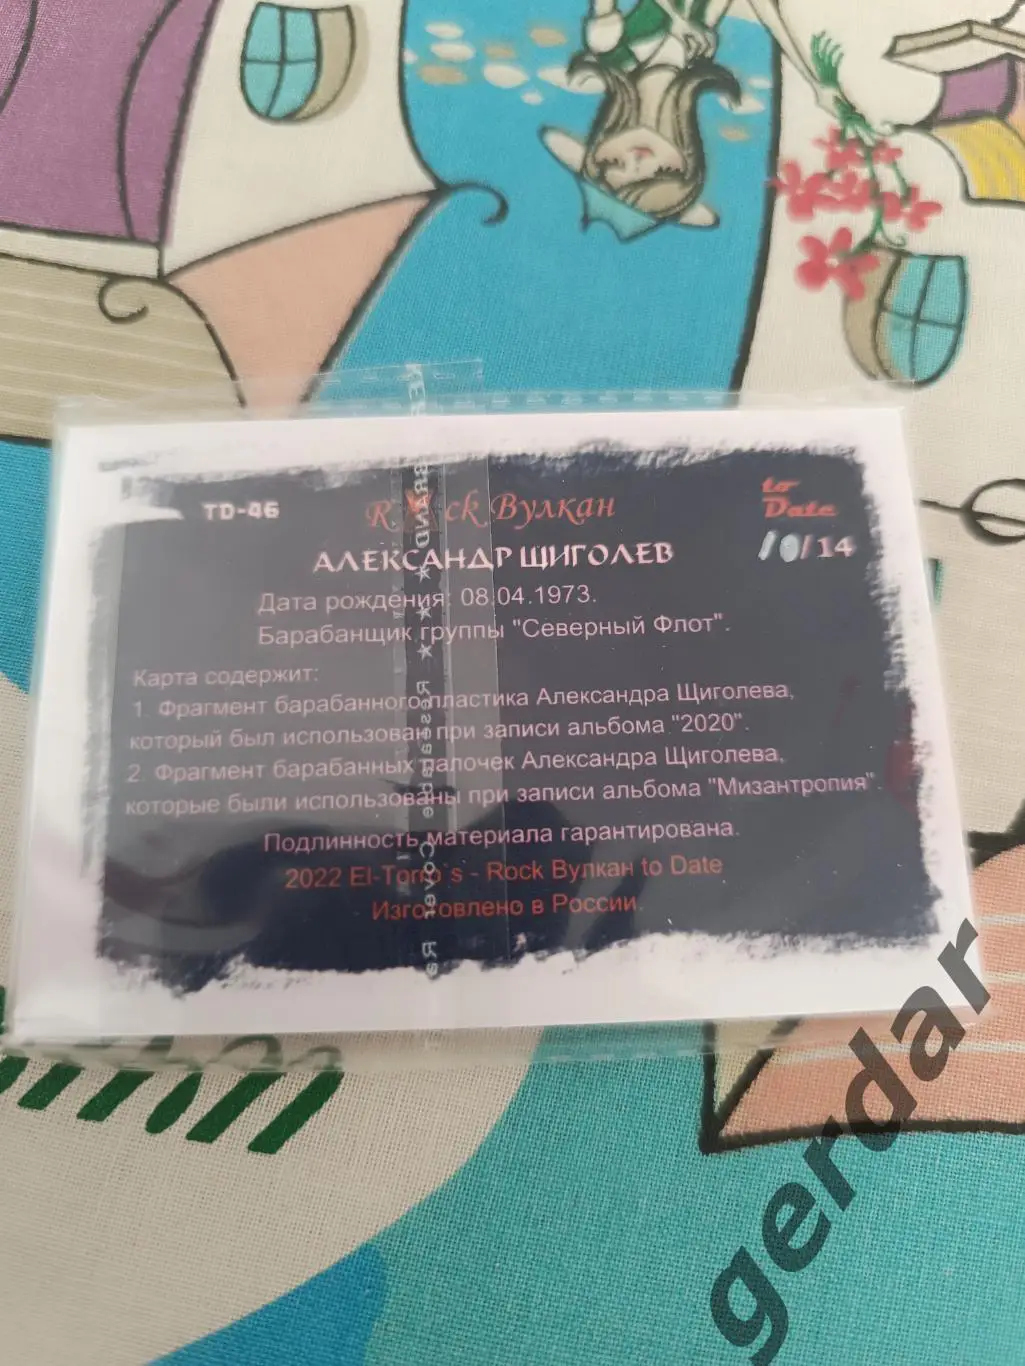 TD-46
Rock Вулкан
to
Date
АЛЕКСАНДР ЩИГОЛЕВ
10/14
Дата рождения: 08.04.1973.
Барабанщик группы "Северный Флот".
Карта содержит:
1. Фрагмент барабанного пластика Александра Щиголева,
который был использован при записи альбома "2020".
2. Фрагмент барабанных палочек Александра Щиголева,
которые были использованы при записи альбома "Мизантропия".
Подлинность материала гарантирована.
2022 El-Torro`s - Rock Вулкан to Date
Изготовлено в России.
gerdar